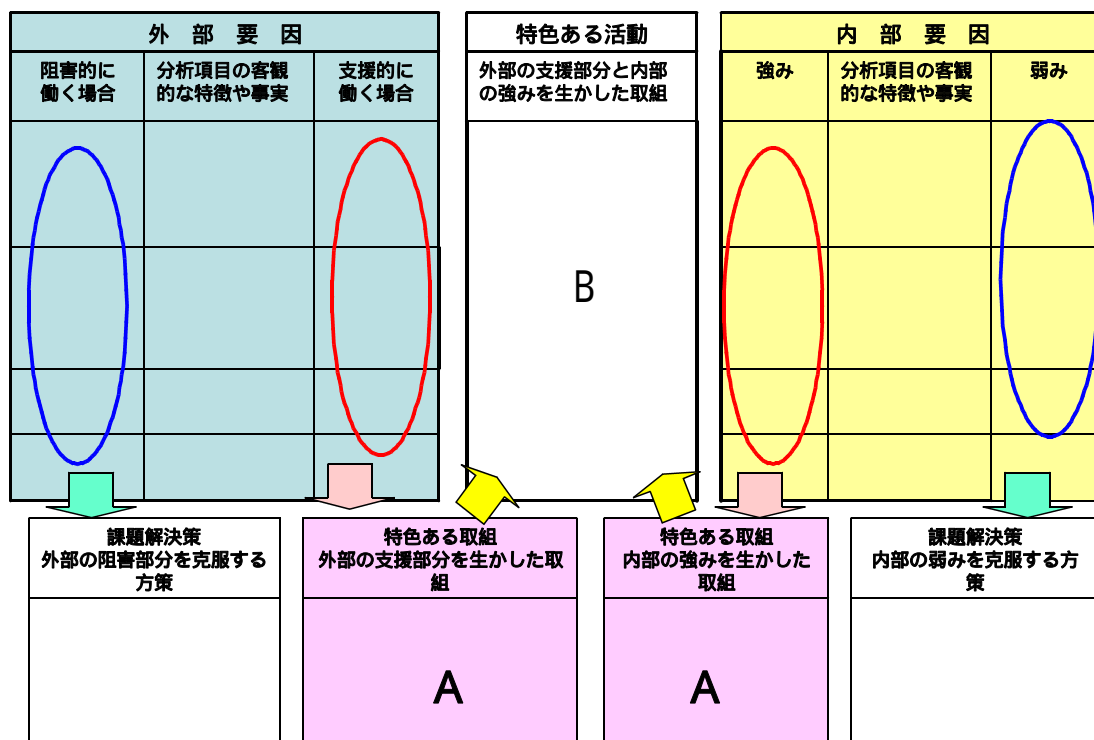 外 部 要 因
阻害的に
働く場合
分析項目の客観
的な特徴や事実
支援的に
働く場合
特色ある活動
外部の支援部分と内部
の強みを生かした取組
B
内 部 要 因
強み
分析項目の客観
的な特徴や事実
弱み
課題解決策
外部の阻害部分を克服する
方策
特色ある取組
外部の支援部分を生かした取
組
A
特色ある取組
内部の強みを生かした
取組
A
課題解決策
内部の弱みを克服する方
策